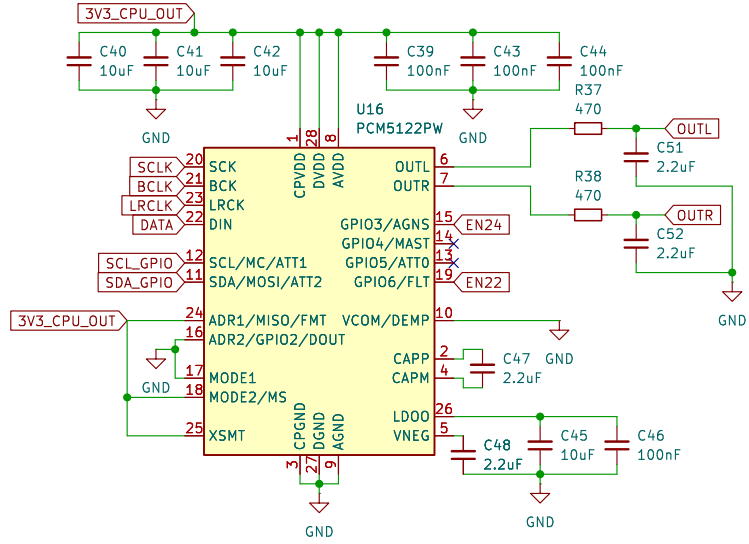 3V3_CPU_OUT
C40
10uF
C41
10uF
C42
10uF
C39
100nF
C43
100nF
C44
100nF
GND
GND
U16
PCM5122PW
R37
470
OUTL
C51
2.2uF
R38
470
OUTR
C52
2.2uF
GND
1
28
8
CPVDD
DVDD
AVDD
SCLK
20
SCK
BCLK
21
BCK
LRCLK
23
LRCK
DATA
22
DIN
SCL_GPIO
12
SCL/MC/ATT1
SDA_GPIO
11
SDA/MOSI/ATT2
3V3_CPU_OUT
24
ADR1/MISO/FMT
16
ADR2/GPIO2/DOUT
GND
17
MODE1
18
MODE2/MS
25
XSMT
OUTL
6
OUTR
7
GPIO3/AGNS
15
EN24
GPIO4/MAST
14
GPIO5/ATT0
13
GPIO6/FLT
19
EN22
VCOM/DEMP
10
GND
CAPP
2
CAPM
4
C47
2.2uF
LDOO
26
VNEG
5
C48
2.2uF
C45
10uF
C46
100nF
GND
CPGND
DGND
AGND
3
27
9
GND